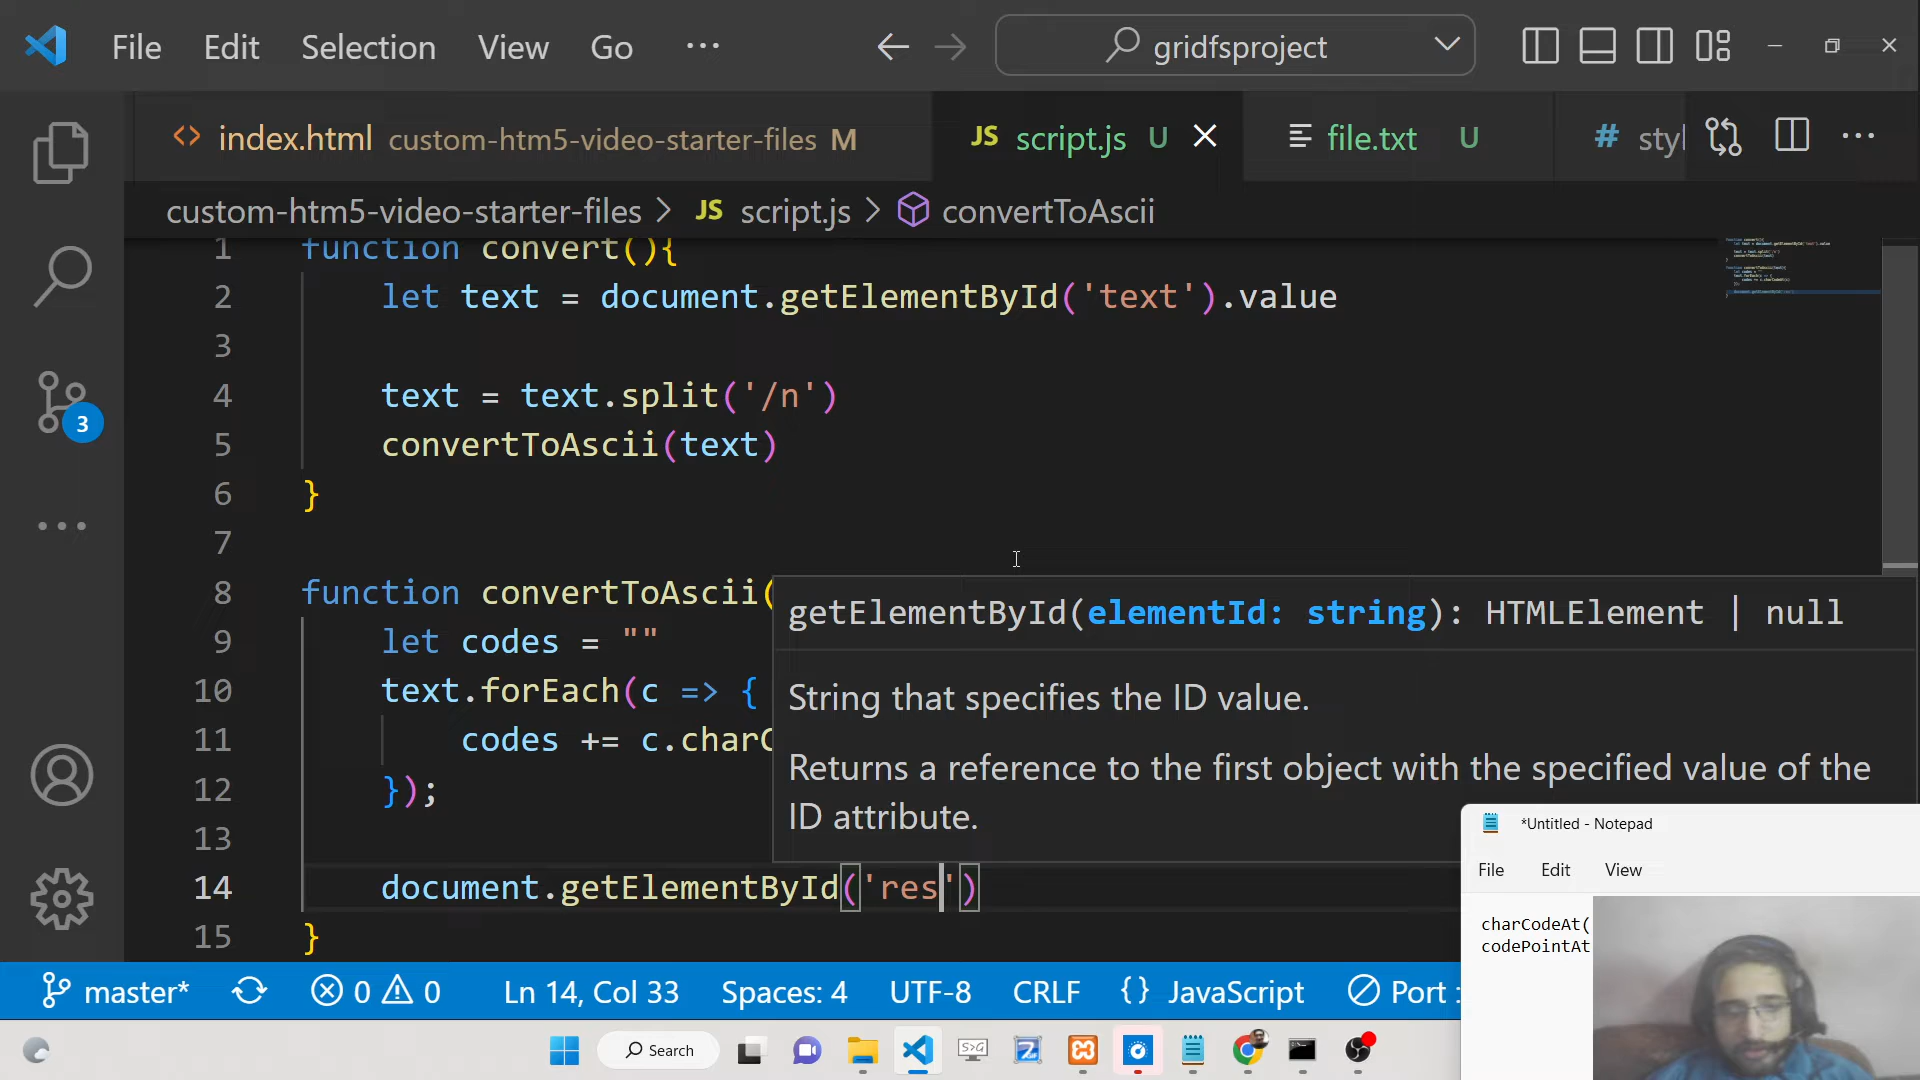 File Edit Selection View Go ··· gridfsproject
index.html custom-htm5-video-starter-files M JS script.js U file.txt U # styl
custom-htm5-video-starter-files > JS script.js > convertToAscii
1 function convert(){
2 let text = document.getElementById('text').value
3
4 text = text.split('/n')
5 convertToAscii(text)
6 }
7
8 function convertToAscii(
9 let codes = ""
10 text.forEach(c => {
11 codes += c.charC
12 });
13
14 document.getElementById('res')
15 }
getElementById(elementId: string): HTMLElement | null
String that specifies the ID value.
Returns a reference to the first object with the specified value of the
ID attribute.
*Untitled - Notepad
File Edit View
charCodeAt(
codePointAt
3
master* 0 0 Ln 14, Col 33 Spaces: 4 UTF-8 CRLF {} JavaScript Port :
Search